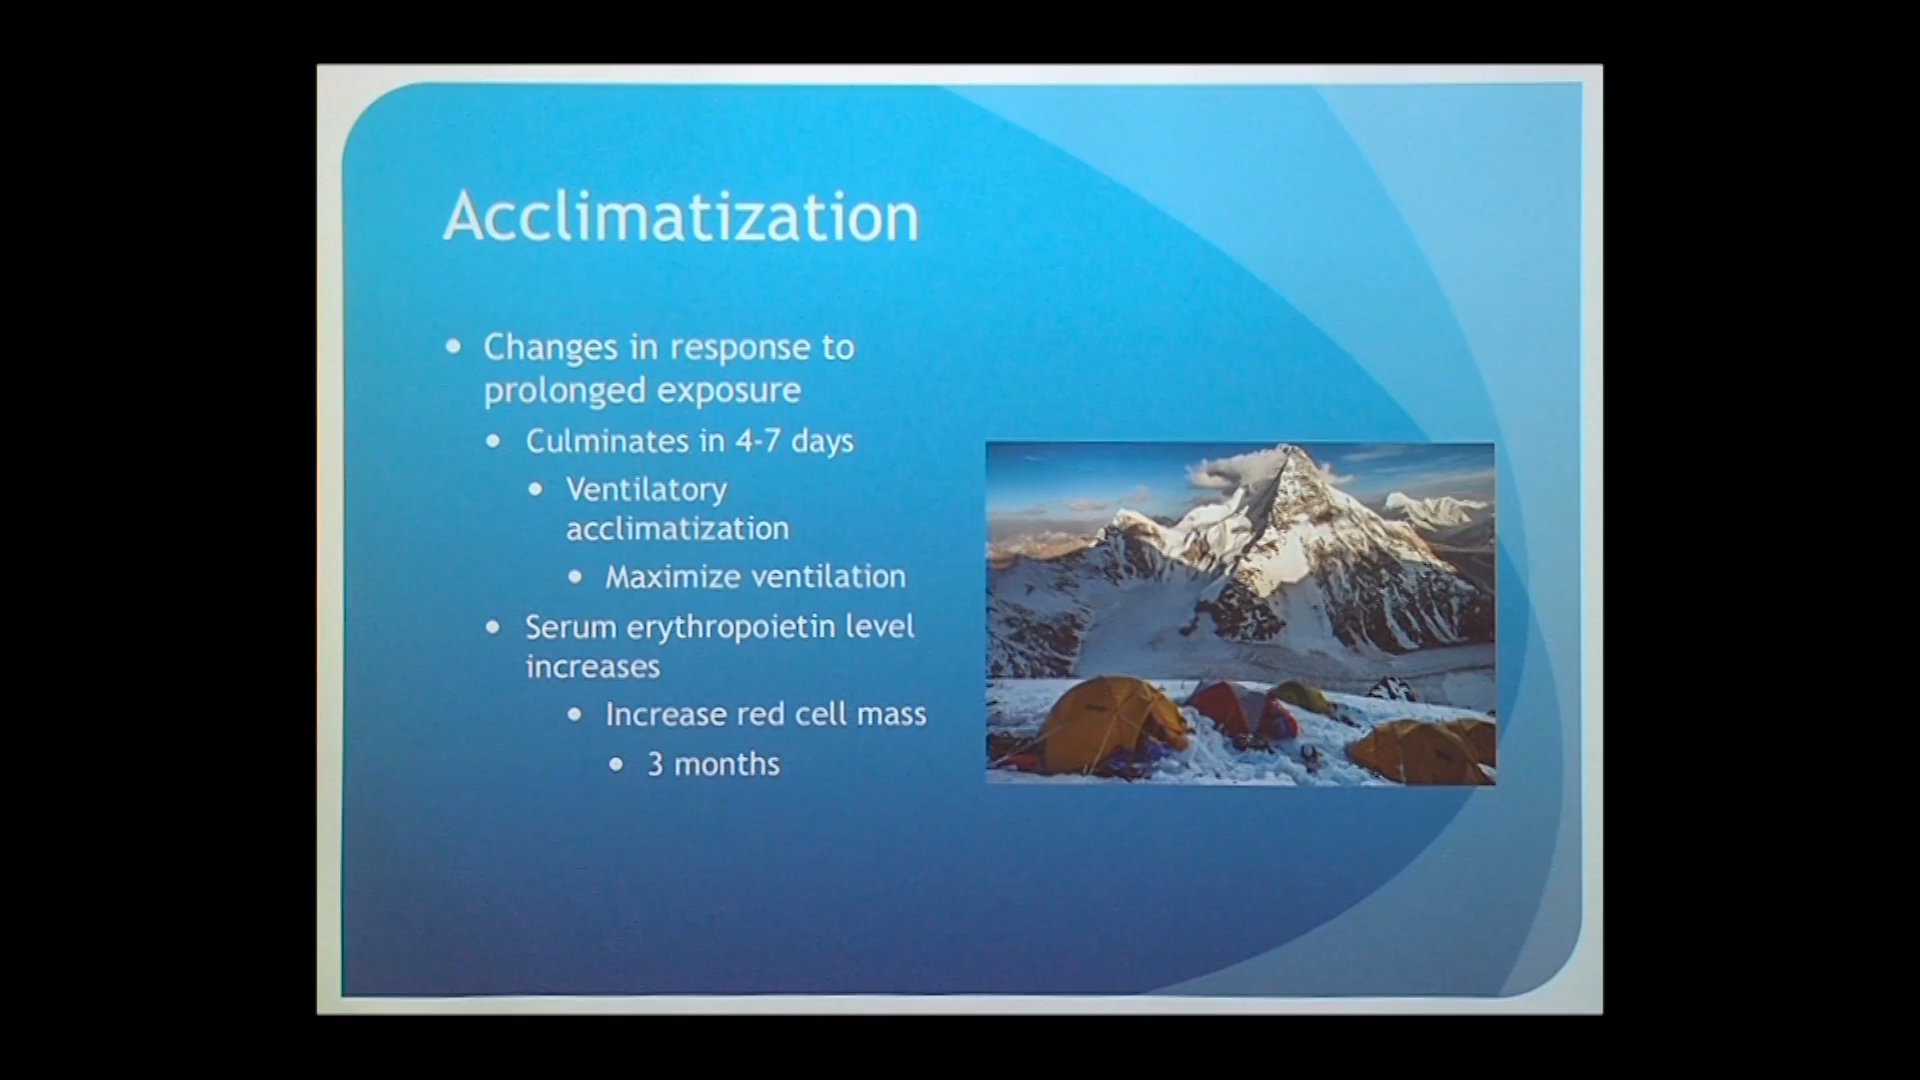 Acclimatization
• Changes in response to
prolonged exposure
• Culminates in 4-7 days
• Ventilatory
acclimatization
• Maximize ventilation
• Serum erythropoietin level
increases
• Increase red cell mass
• 3 months